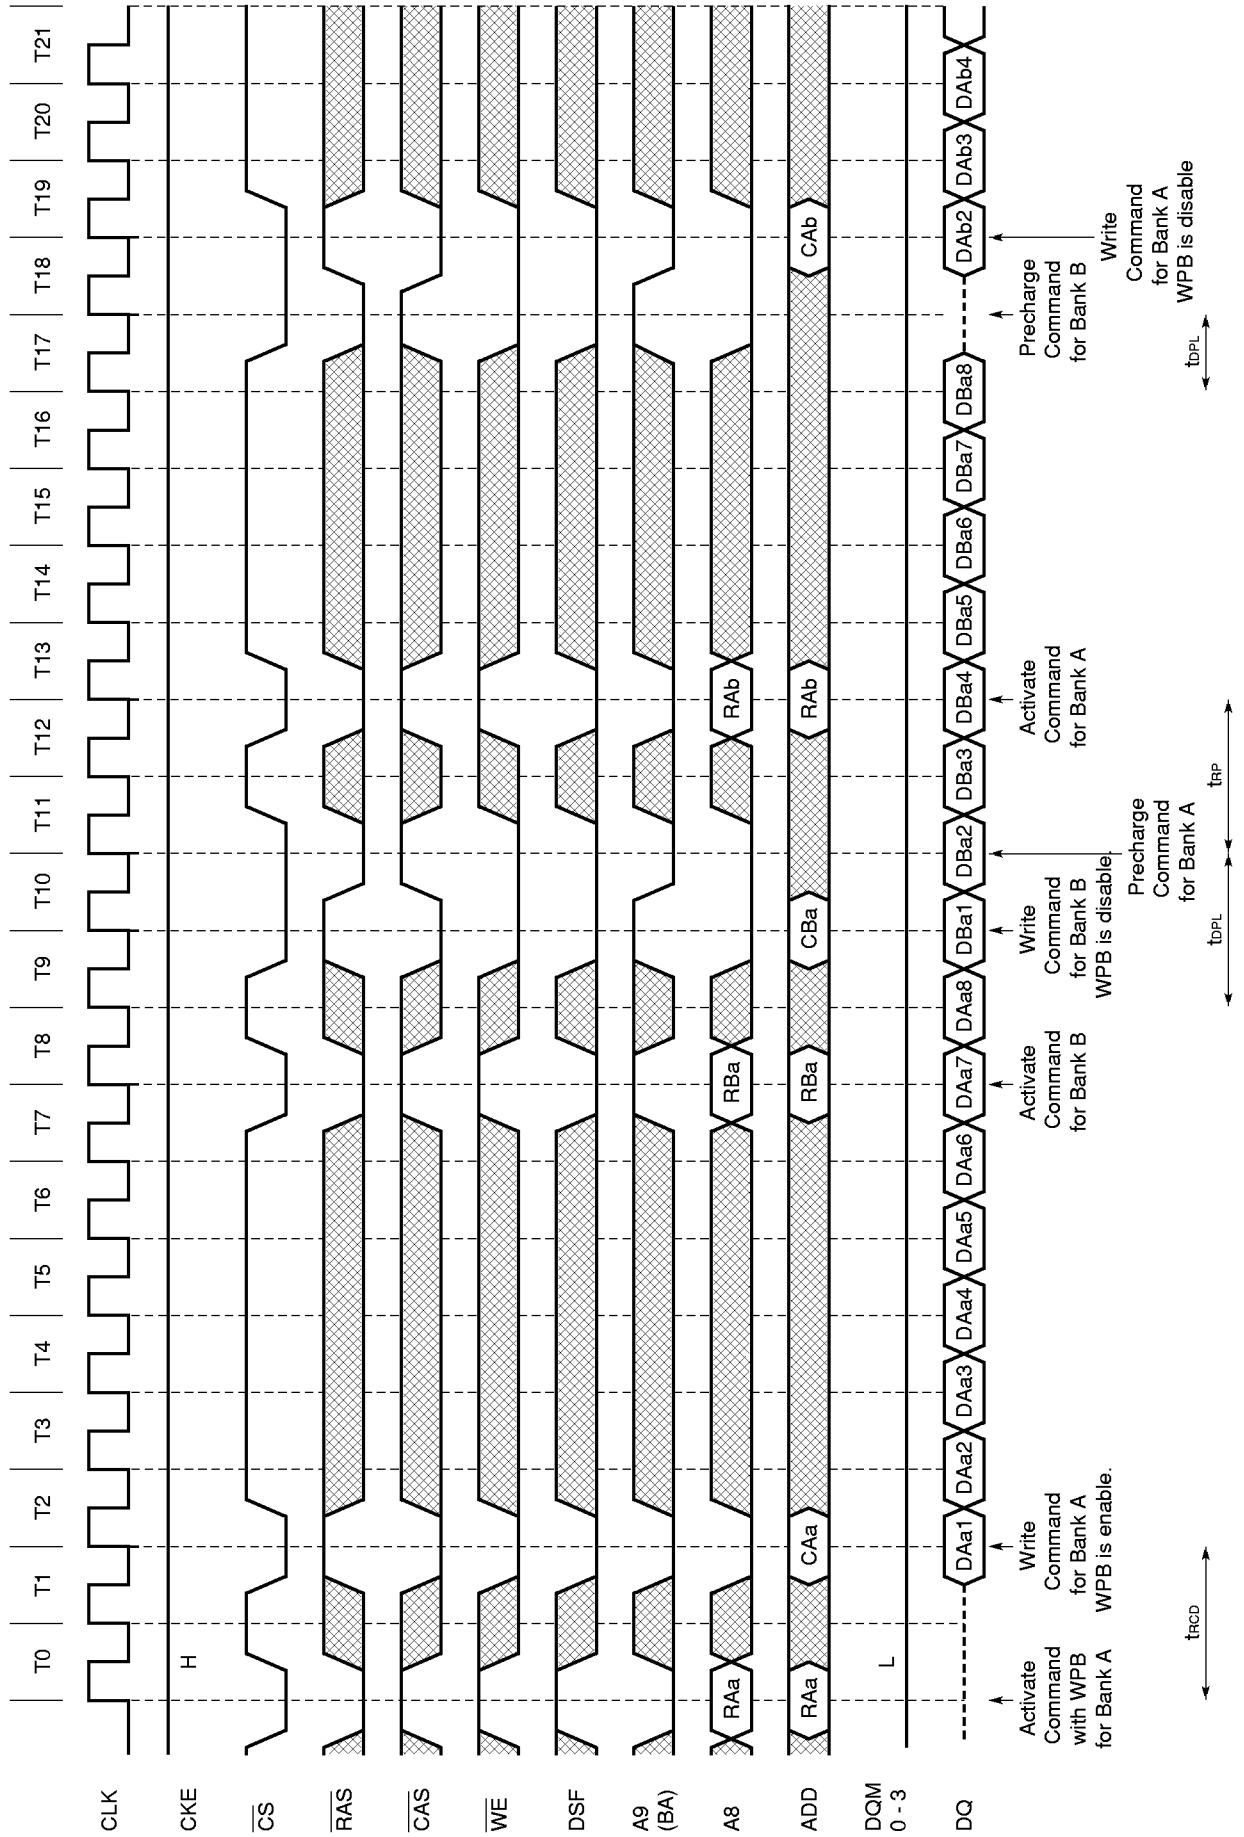 T0 T1 T2 T3 T4 T5 T6 T7 T8 T9 T10 T11 T12 T13 T14 T15 T16 T17 T18 T19 T20 T21
CLK
CKE
H
CS
RAS
CAS
WE
DSF
A9
(BA)
A8
RAa RBa RAb
ADD
RAa CAa RBa CBa RAb CAb
DQM
0 - 3
L
DQ
DAa1 DAa2 DAa3 DAa4 DAa5 DAa6 DAa7 DAa8 DBa1 DBa2 DBa3 DBa4 DBa5 DBa6 DBa7 DBa8 DAb2 DAb3 DAb4
Activate
Command
with WPB
for Bank A
Write
Command
for Bank A
WPB is enable.
Activate
Command
for Bank B
Write
Command
for Bank B
WPB is disable.
Precharge
Command
for Bank A
Activate
Command
for Bank A
Precharge
Command
for Bank B
Write
Command
for Bank A
WPB is disable
tRCD
tDPL
tRP
tDPL